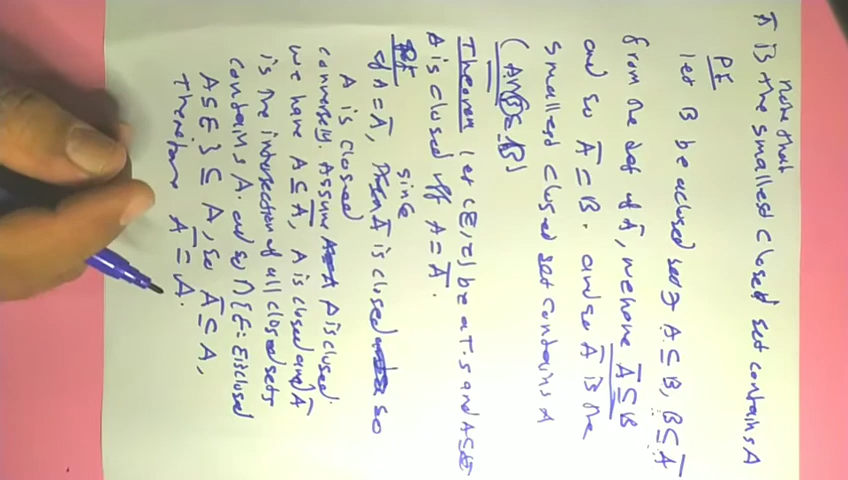 note that
Ā is the smallest closed set contains A
Pf
let B be a closed set ∋ A ⊆ B, B ⊆ Ā
from the def of Ā, we have Ā ⊆ B
and so Ā ⊆ B. and so Ā is the
smallest closed set contains A
Theorem let (E,τ) be a T.S and A⊆E
A is closed iff A = Ā.
Pf since
if A = Ā, then Ā is closed so
A is closed
conversely. Assume A is closed.
we have A ⊆ Ā, A is closed and Ā
is the intersection of all closed sets
contains A. and so ∩{E: E is closed
A ⊆ E} ⊆ A, so Ā ⊆ A,
therefore Ā = A.